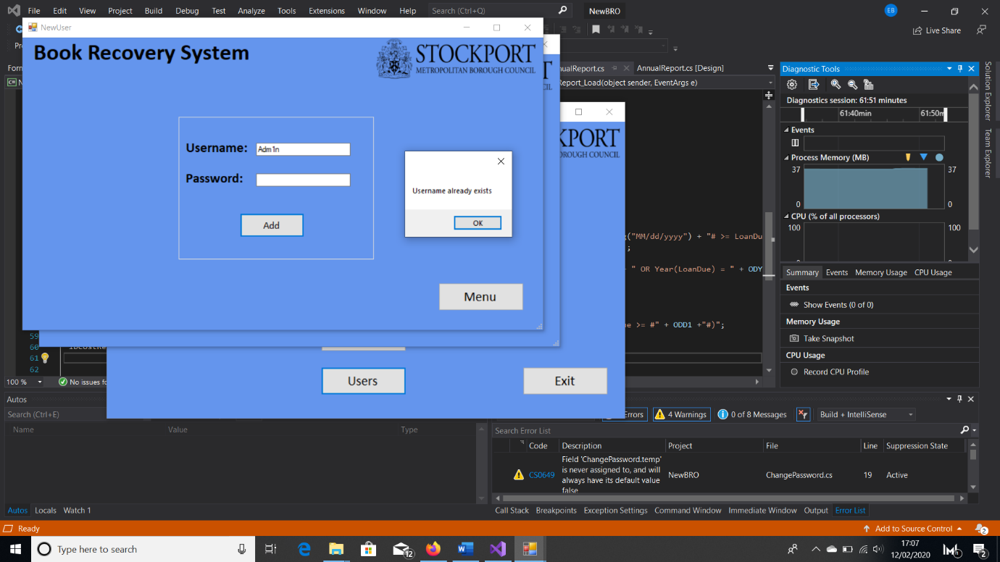 File Edit View Project Build Debug Test Analyze Tools Extensions Window Help Search (Ctrl+Q) NewBRO EB
Live Share
NewUser
Book Recovery System
STOCKPORT
METROPOLITAN BOROUGH COUNCIL
Username: Adm1n
Password:
Add
Username already exists
OK
Menu
KPORT
OROUGH COUNCIL
Users
Exit
nnualReport.cs AnnualReport.cs [Design]
Report_Load(object sender, EventArgs e)
g("MM/dd/yyyy") + "# >= LoanDu
;
" OR Year(LoanDue) = " + ODY
e >= #" + ODD1 +"#)";
59
60
61
62
100 % No issues fo
Diagnostic Tools
Diagnostics session: 61:51 minutes
61:40min 61:50m
Events
Process Memory (MB)
37 37
0 0
CPU (% of all processors)
100 100
Summary Events Memory Usage CPU Usage
Events
Show Events (0 of 0)
Memory Usage
Take Snapshot
CPU Usage
Record CPU Profile
Solution Explorer
Team Explorer
Autos
Search (Ctrl+E)
Name Value Type
Errors 4 Warnings 0 of 8 Messages Build + IntelliSense
Search Error List
Code Description Project File Line Suppression State
CS0649 Field 'ChangePassword.temp' is never assigned to, and will always have its default value false NewBRO ChangePassword.cs 19 Active
Autos Locals Watch 1
Call Stack Breakpoints Exception Settings Command Window Immediate Window Output Error List
Ready Add to Source Control 2
Type here to search 12 17:07
12/02/2020 2